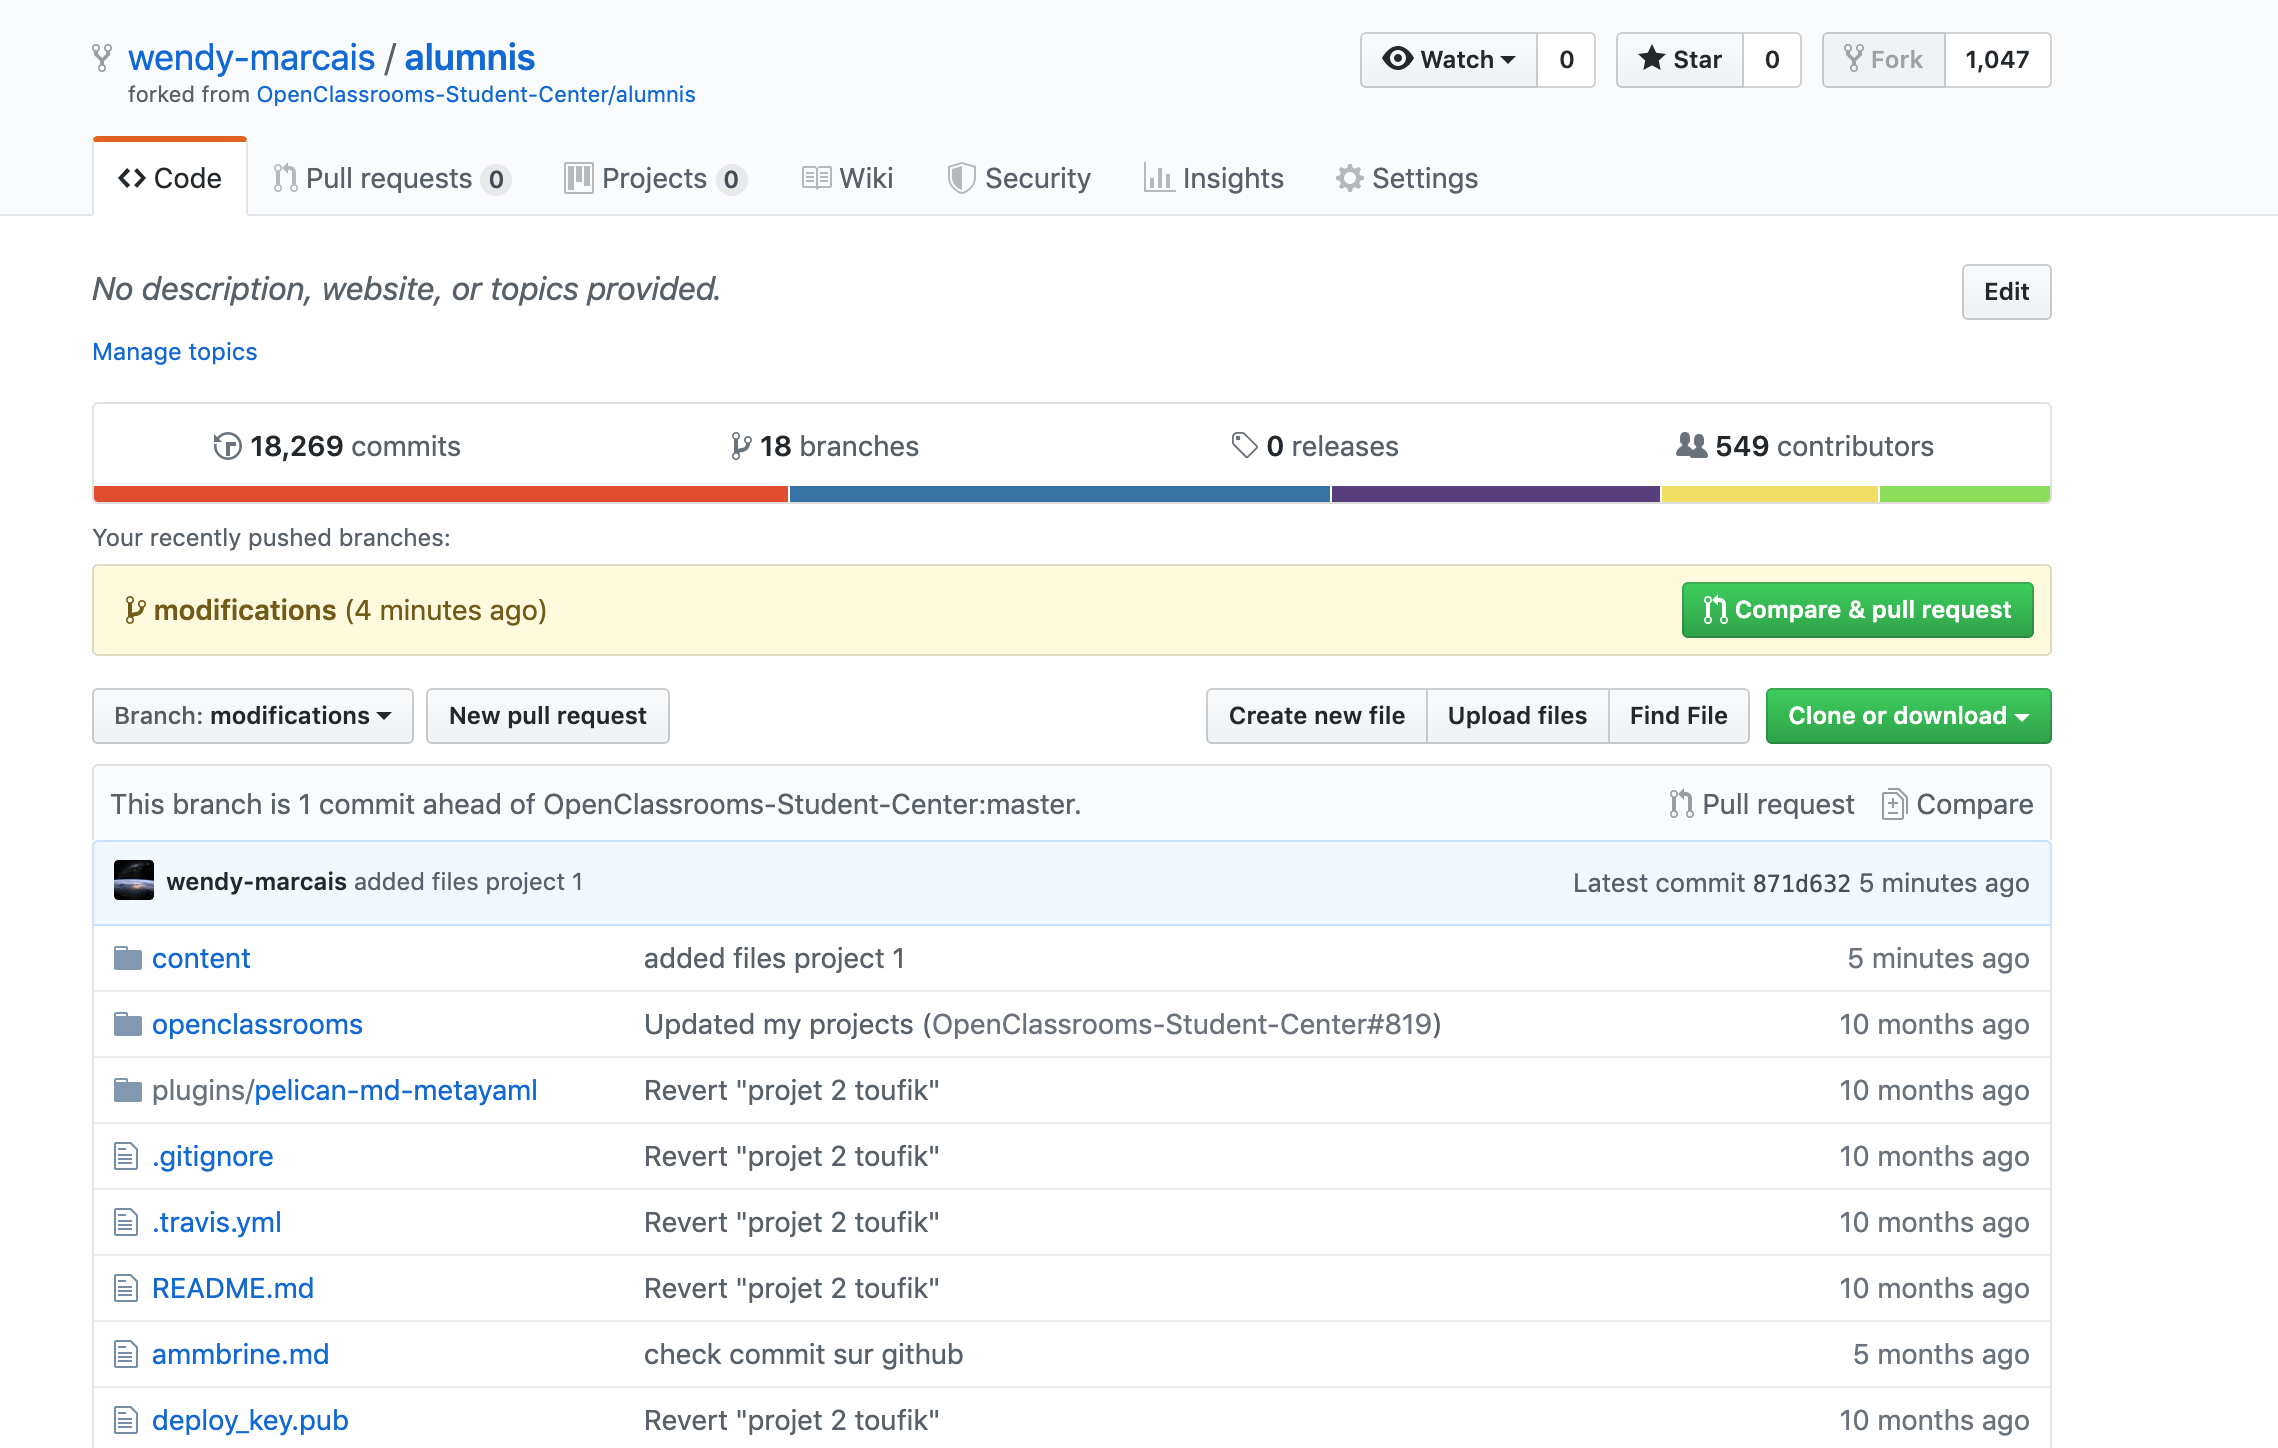 wendy-marcais / alumnis
forked from OpenClassrooms-Student-Center/alumnis
Watch 0 Star 0 Fork 1,047
Code Pull requests 0 Projects 0 Wiki Security Insights Settings
No description, website, or topics provided.
Edit
Manage topics
18,269 commits 18 branches 0 releases 549 contributors
Your recently pushed branches:
modifications (4 minutes ago) Compare & pull request
Branch: modifications New pull request Create new file Upload files Find File Clone or download
This branch is 1 commit ahead of OpenClassrooms-Student-Center:master. Pull request Compare
wendy-marcais added files project 1 Latest commit 871d632 5 minutes ago
content added files project 1 5 minutes ago
openclassrooms Updated my projects (OpenClassrooms-Student-Center#819) 10 months ago
plugins/pelican-md-metayaml Revert "projet 2 toufik" 10 months ago
.gitignore Revert "projet 2 toufik" 10 months ago
.travis.yml Revert "projet 2 toufik" 10 months ago
README.md Revert "projet 2 toufik" 10 months ago
ammbrine.md check commit sur github 5 months ago
deploy_key.pub Revert "projet 2 toufik" 10 months ago